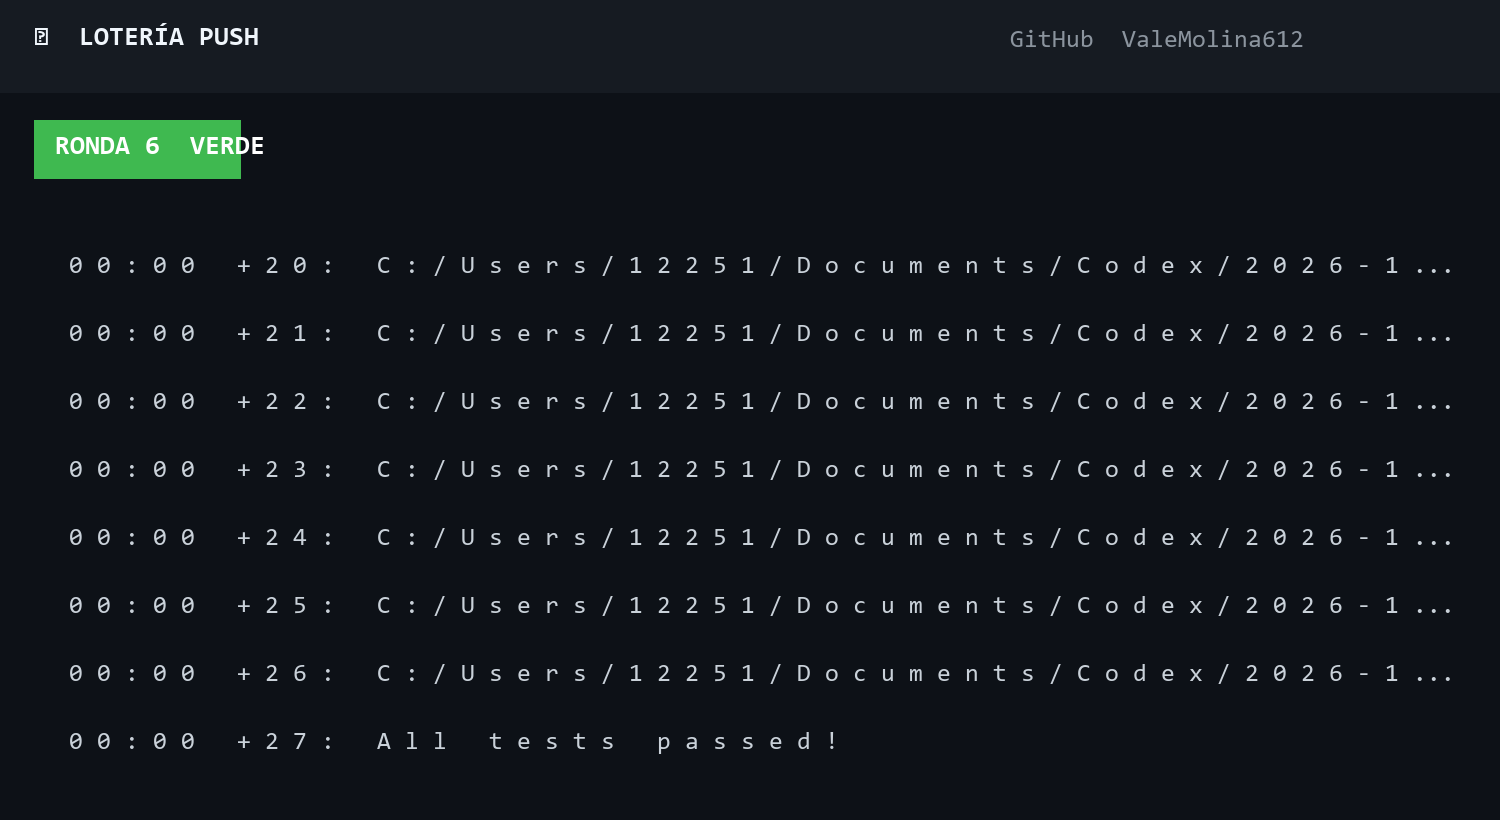 LOTERÍA PUSH
GitHub ValeMolina612
RONDA 6 VERDE
00:00 +20: C:/Users/12251/Documents/Codex/2026-1...
00:00 +21: C:/Users/12251/Documents/Codex/2026-1...
00:00 +22: C:/Users/12251/Documents/Codex/2026-1...
00:00 +23: C:/Users/12251/Documents/Codex/2026-1...
00:00 +24: C:/Users/12251/Documents/Codex/2026-1...
00:00 +25: C:/Users/12251/Documents/Codex/2026-1...
00:00 +26: C:/Users/12251/Documents/Codex/2026-1...
00:00 +27: All tests passed!